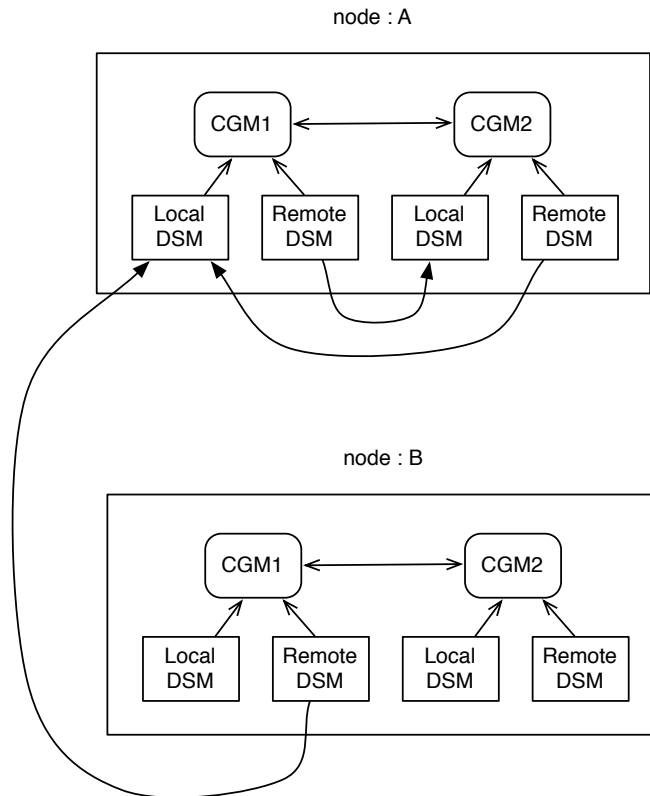 node : A
CGM1
CGM2
Local
DSM
Remote
DSM
Local
DSM
Remote
DSM
node : B
CGM1
CGM2
Local
DSM
Remote
DSM
Local
DSM
Remote
DSM